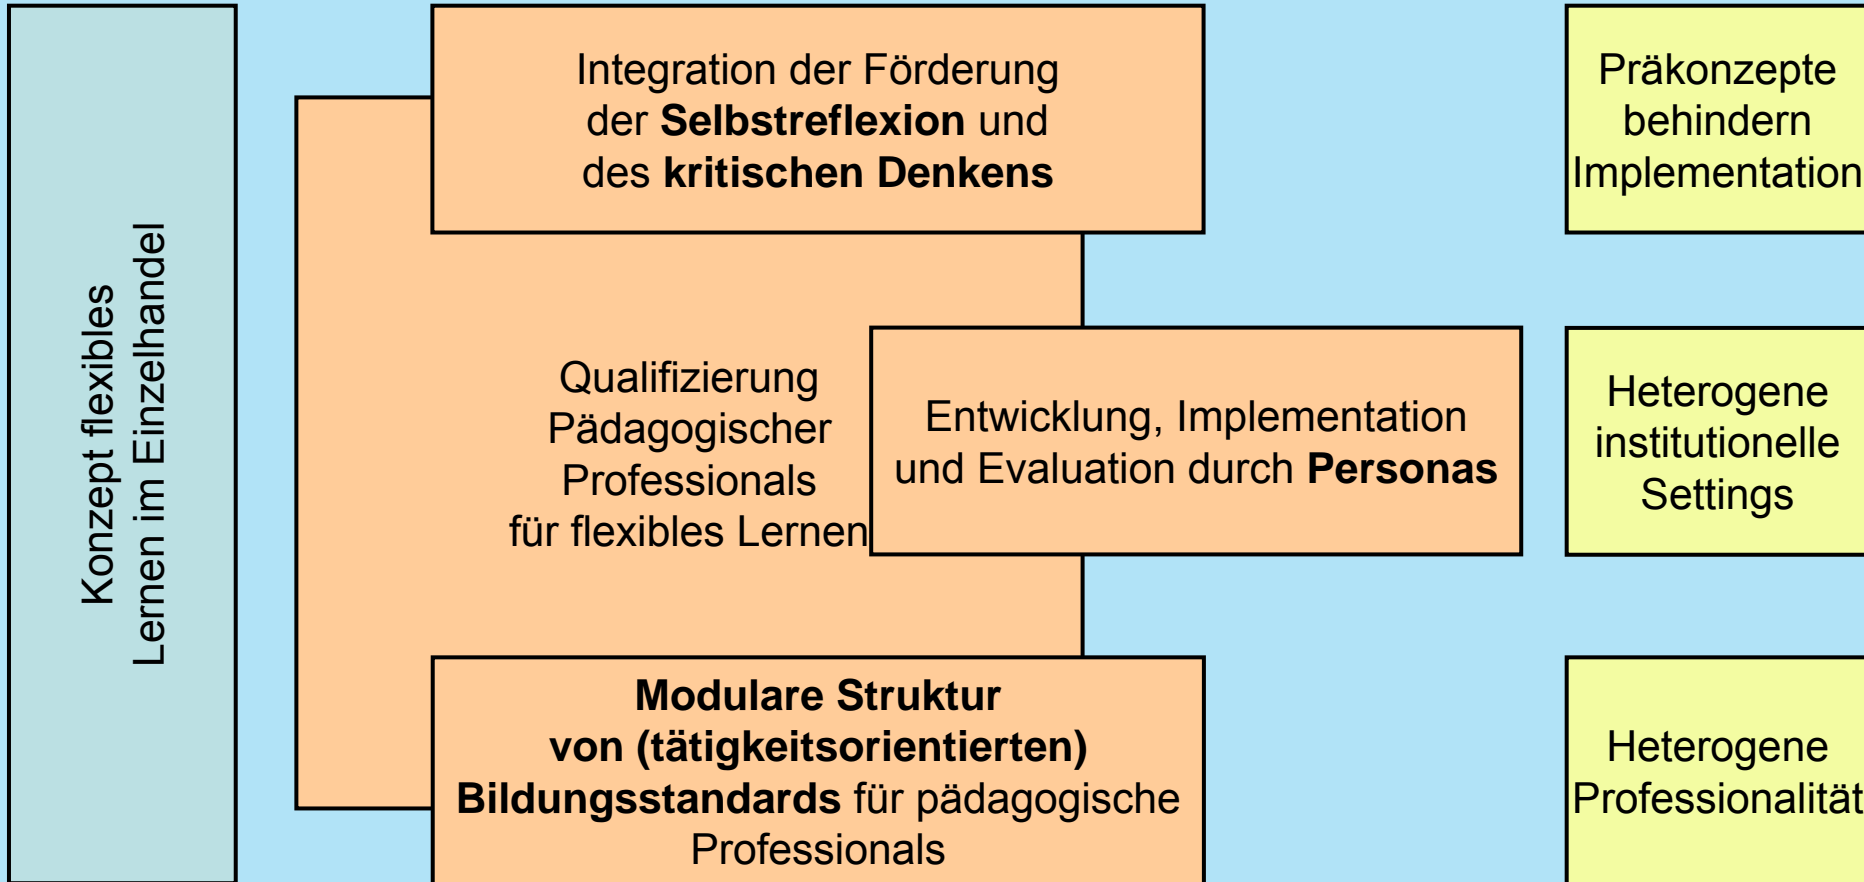 Konzept flexibles
Lernen im Einzelhandel
Integration der Förderung
der Selbstreflexion und
des kritischen Denkens
Präkonzepte
behindern
Implementation
Qualifizierung
Pädagogischer
Professionals
für flexibles Lernen
Entwicklung, Implementation
und Evaluation durch Personas
Heterogene
institutionelle
Settings
Modulare Struktur
von (tätigkeitsorientierten)
Bildungsstandards für pädagogische
Professionals
Heterogene
Professionalität